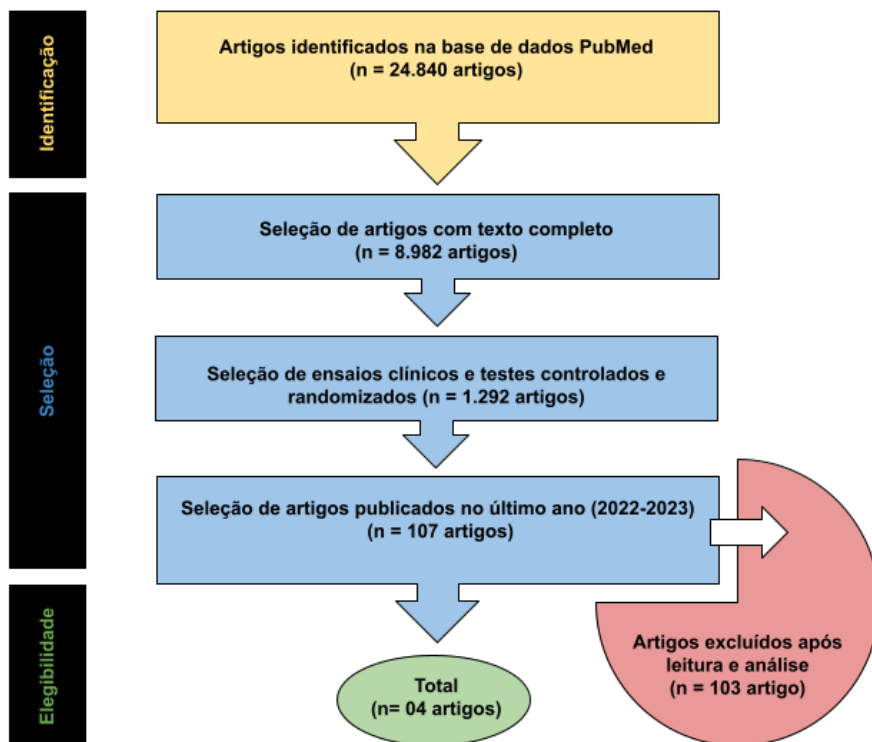 Identificação
Artigos identificados na base de dados PubMed
(n = 24.840 artigos)
Seleção
Seleção de artigos com texto completo
(n = 8.982 artigos)
Seleção de ensaios clínicos e testes controlados e
randomizados (n = 1.292 artigos)
Seleção de artigos publicados no último ano (2022-2023)
(n = 107 artigos)
Elegibilidade
Artigos excluídos após
leitura e análise
(n = 103 artigo)
Total
(n= 04 artigos)